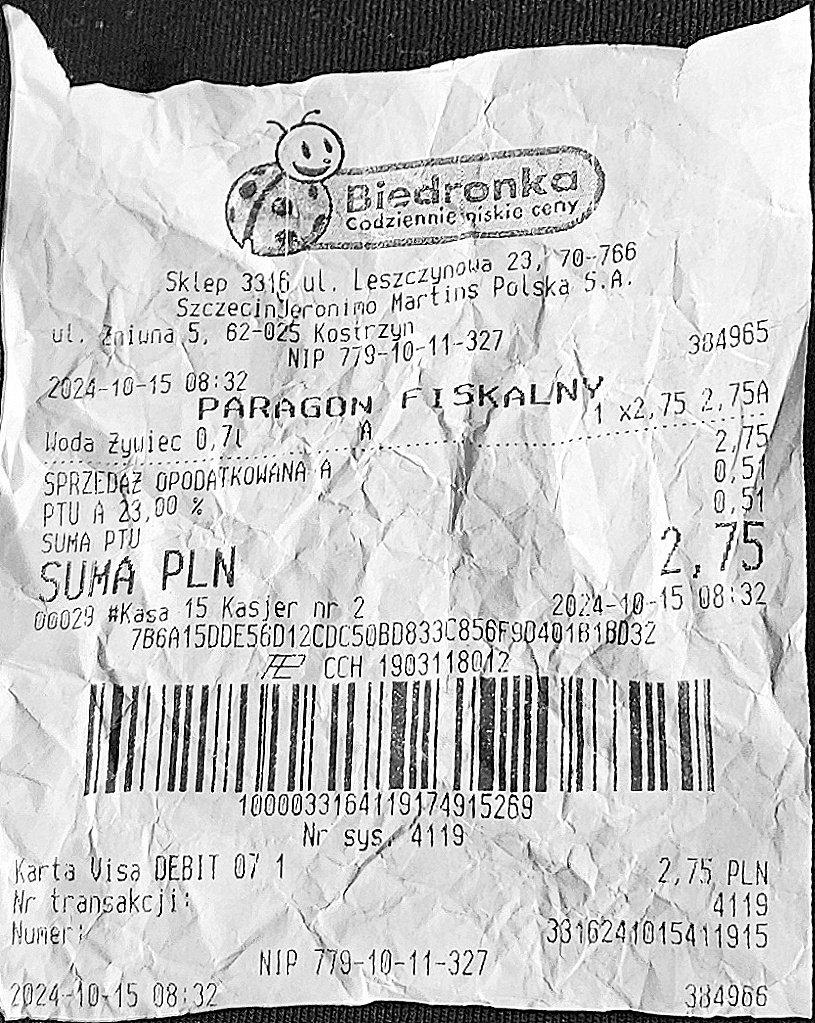 Biedronka
Codziennie niskie ceny
Sklep 3316 ul. Leszczynowa 23, 70-766
SzczecinJeronimo Martins Polska S.A.
ul. Żniwna 5, 62-025 Kostrzyn
NIP 779-10-11-327
2024-10-15 08:32 384965
PARAGON FISKALNY
Woda Żywiec 0,7l A 1 x2,75 2,75A
SPRZEDAŻ OPODATKOWANA A 2,75
PTU A 23,00 % 0,51
SUMA PTU 0,51
SUMA PLN 2,75
00029 #Kasa 15 Kasjer nr 2 2024-10-15 08:32
7B6A15DDE56D12CDC50BD833C856F9D401B1BD32
CCH 1903118012
1000033164119174915269
Nr sys. 4119
Karta Visa DEBIT 07 1 2,75 PLN
Nr transakcji: 4119
Numer: 3316241015411915
NIP 779-10-11-327
2024-10-15 08:32 384966